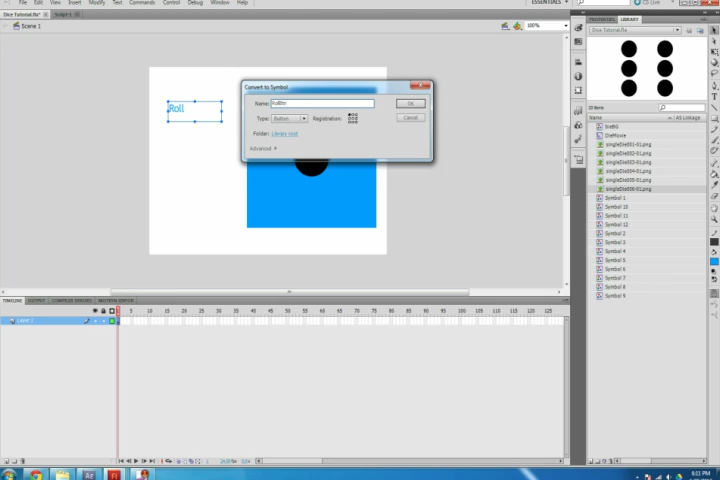 File Edit View Insert Modify Text Commands Control Debug Window Help
ESSENTIALS
CS Live
Dice Tutorial.fla*
Script 1
Scene 1
100%
PROPERTIES LIBRARY
Dice Tutorial.fla*
Roll
Convert to Symbol
Name: RollBtn
OK
Type: Button Registration:
Cancel
Folder: Library root
Advanced
Name AS Linkage
DieBG
DieMovie
singleDie001-01.png
singleDie002-01.png
singleDie003-01.png
singleDie004-01.png
singleDie005-01.png
singleDie006-01.png
Symbol 1
Symbol 10
Symbol 11
Symbol 12
Symbol 2
Symbol 3
Symbol 4
Symbol 5
Symbol 6
Symbol 7
Symbol 8
Symbol 9
TIMELINE OUTPUT COMPILER ERRORS MOTION EDITOR
5 10 15 20 25 30 35 40 45 50 55 60 65 70 75 80 85 90 95 100 105 110 115 120 125
Layer 1
6:01 PM